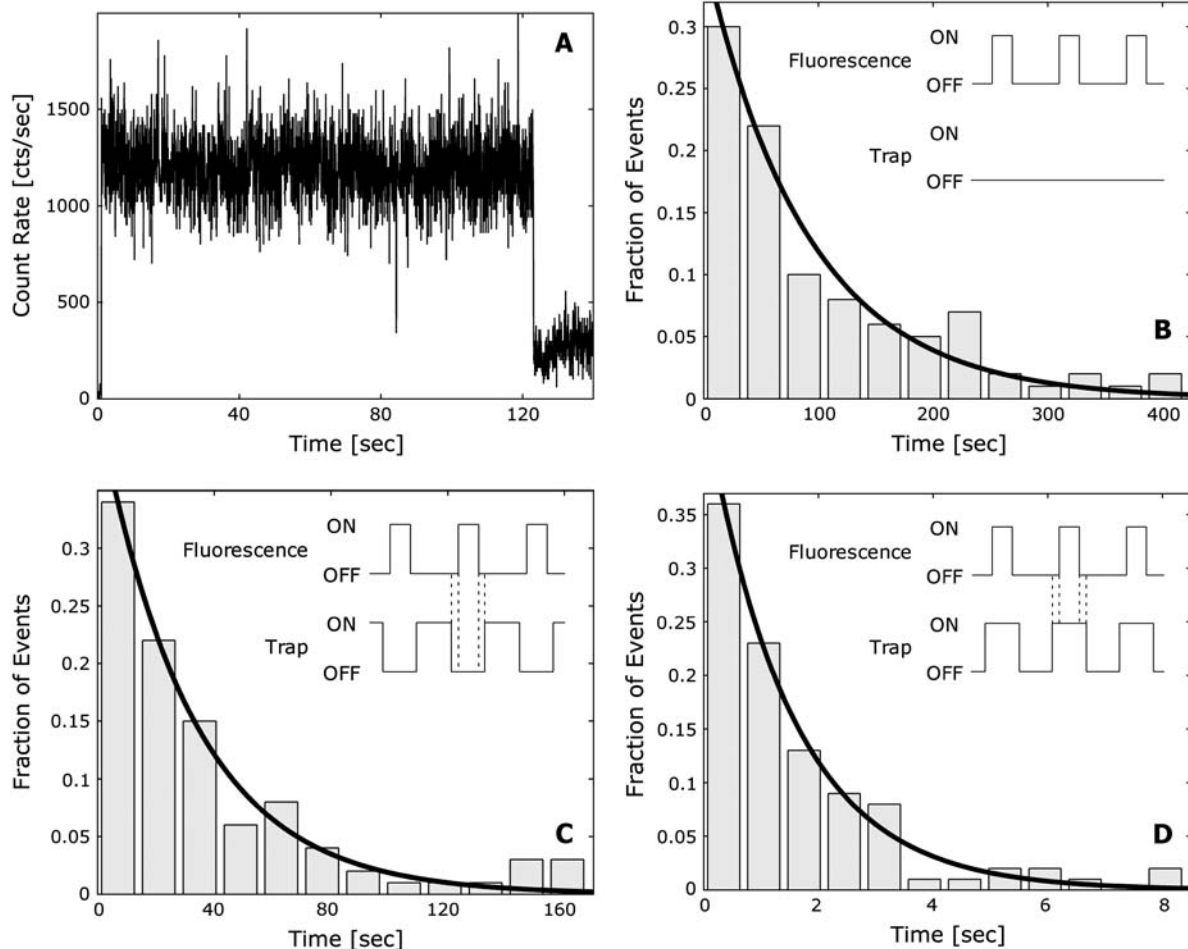 A
Count Rate [cts/sec]
1500
1000
500
0
0 40 80 120
Time [sec]
B
Fraction of Events
0.3
0.25
0.2
0.15
0.1
0.05
0
0 100 200 300 400
Time [sec]
Fluorescence
ON
OFF
Trap
ON
OFF
C
Fraction of Events
0.3
0.25
0.2
0.15
0.1
0.05
0
0 40 80 120 160
Time [sec]
Fluorescence
ON
OFF
Trap
ON
OFF
D
Fraction of Events
0.35
0.3
0.25
0.2
0.15
0.1
0.05
0
0 2 4 6 8
Time [sec]
Fluorescence
ON
OFF
Trap
ON
OFF